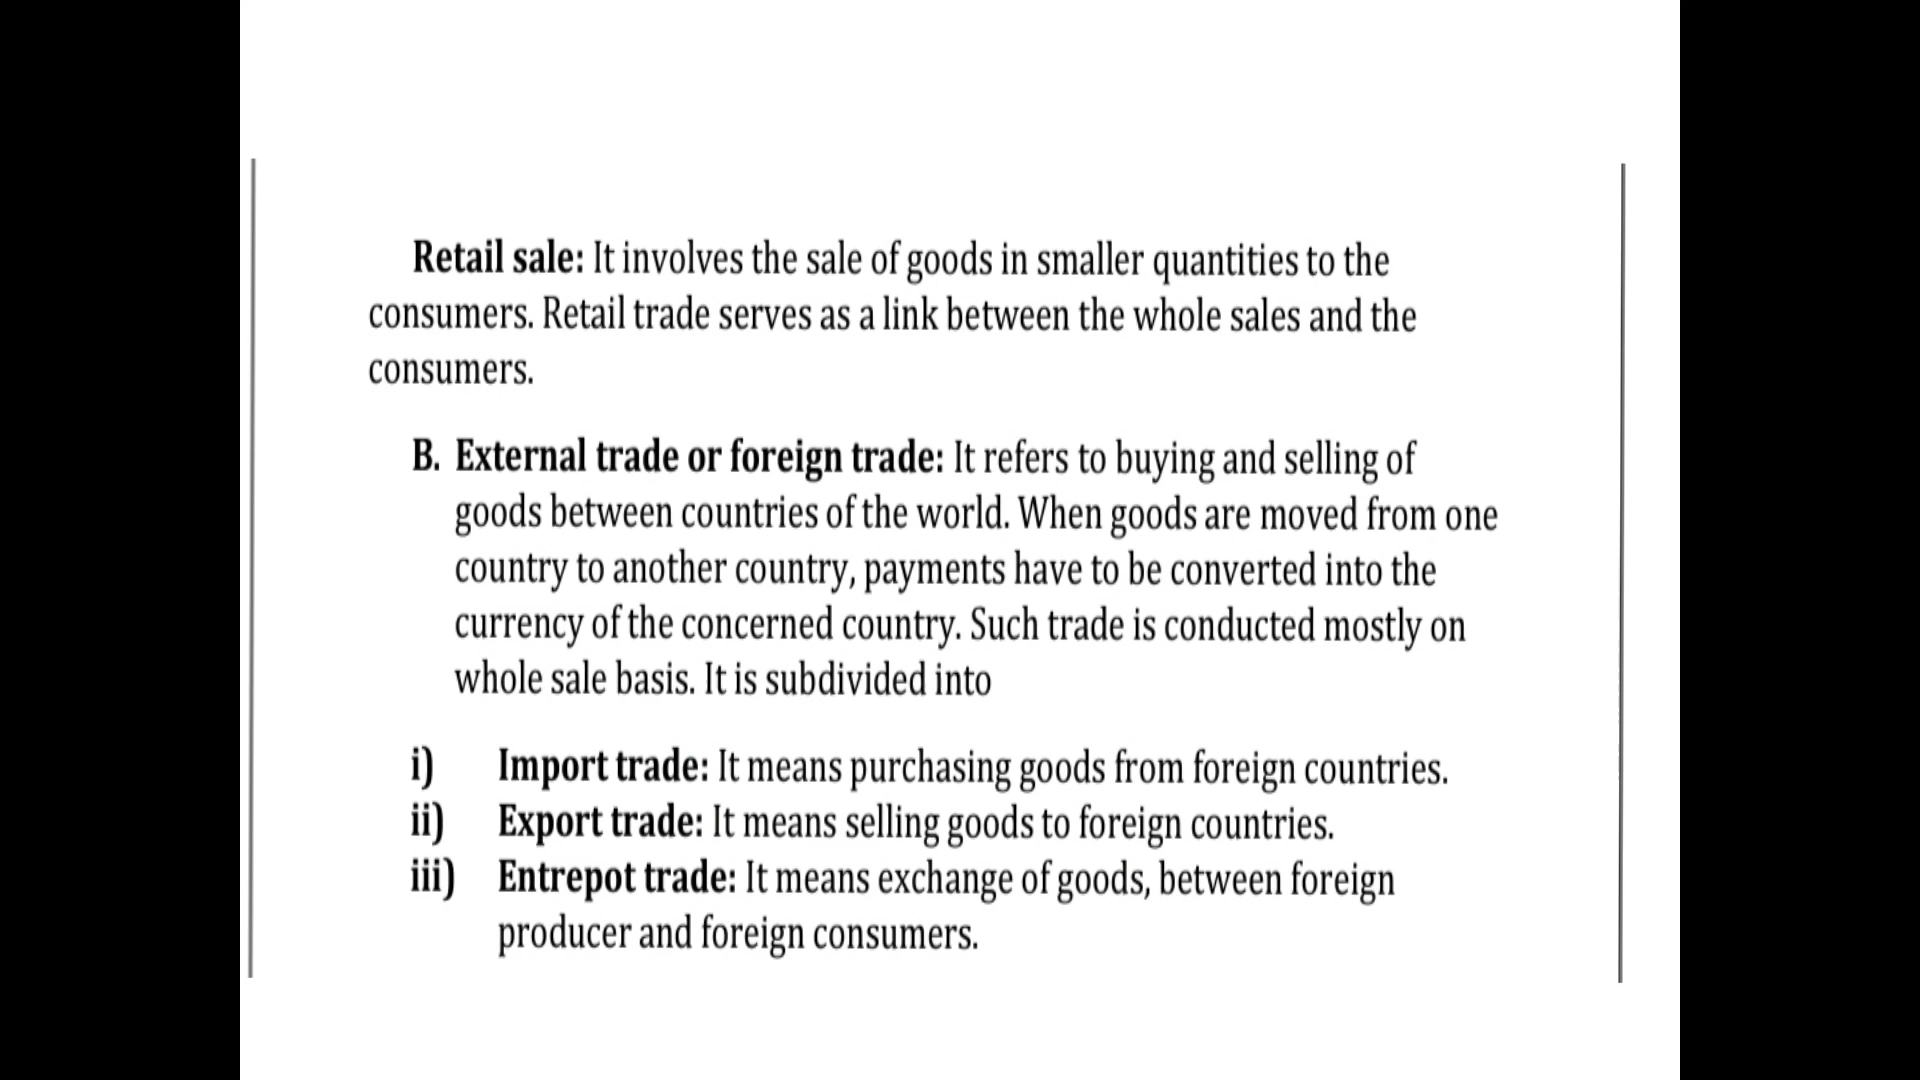 Retail sale: It involves the sale of goods in smaller quantities to the
consumers. Retail trade serves as a link between the whole sales and the
consumers.
B. External trade or foreign trade: It refers to buying and selling of
goods between countries of the world. When goods are moved from one
country to another country, payments have to be converted into the
currency of the concerned country. Such trade is conducted mostly on
whole sale basis. It is subdivided into
i) Import trade: It means purchasing goods from foreign countries.
ii) Export trade: It means selling goods to foreign countries.
iii) Entrepot trade: It means exchange of goods, between foreign
producer and foreign consumers.